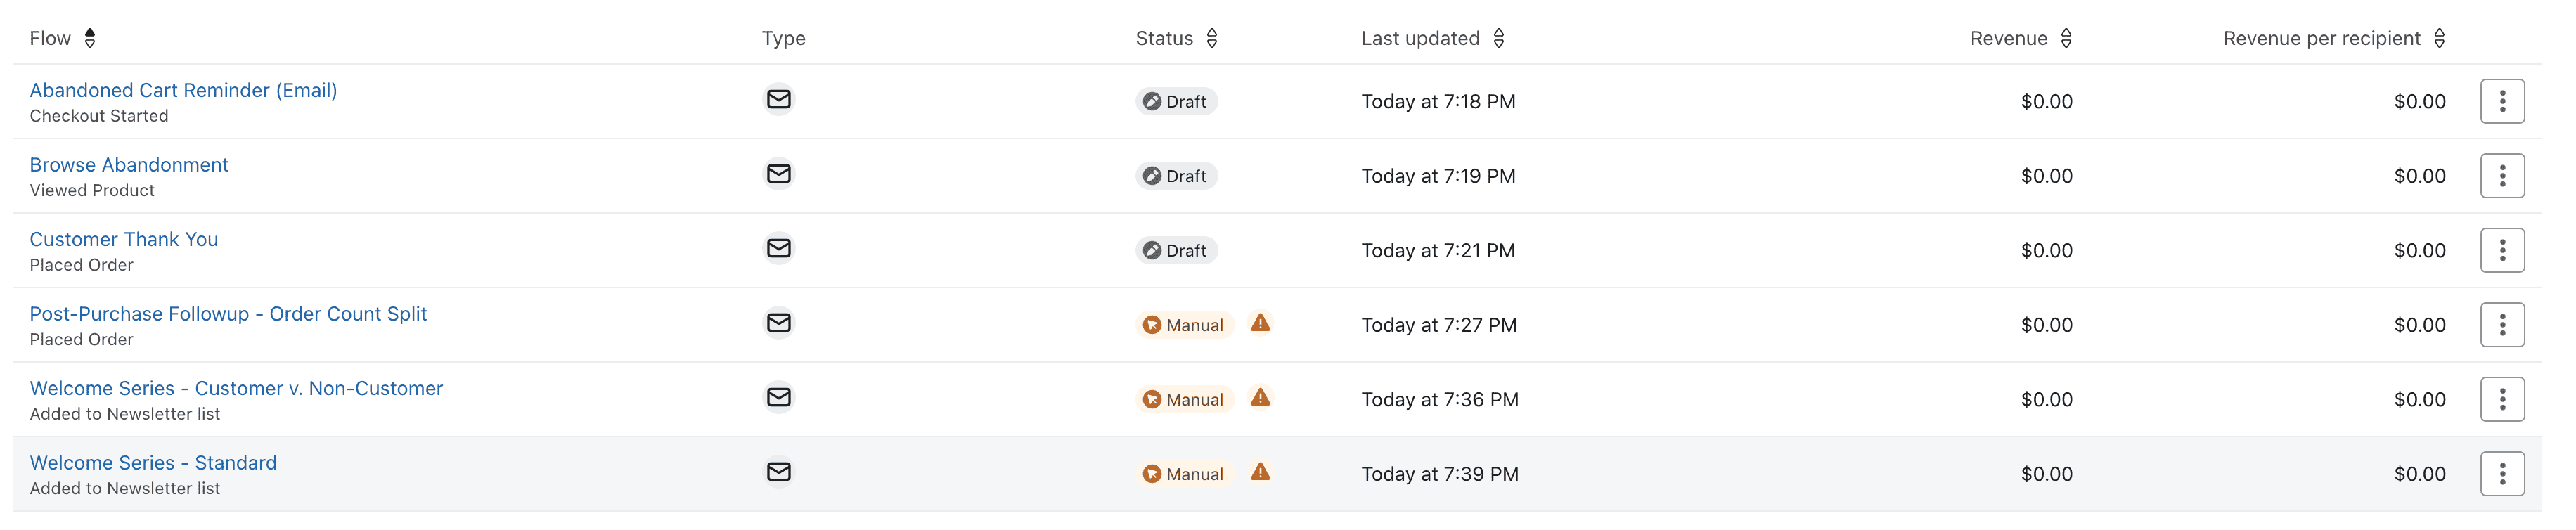 Flow Type Status Last updated Revenue Revenue per recipient
Abandoned Cart Reminder (Email)
Checkout Started
Draft Today at 7:18 PM $0.00 $0.00
Browse Abandonment
Viewed Product
Draft Today at 7:19 PM $0.00 $0.00
Customer Thank You
Placed Order
Draft Today at 7:21 PM $0.00 $0.00
Post-Purchase Followup - Order Count Split
Placed Order
Manual Today at 7:27 PM $0.00 $0.00
Welcome Series - Customer v. Non-Customer
Added to Newsletter list
Manual Today at 7:36 PM $0.00 $0.00
Welcome Series - Standard
Added to Newsletter list
Manual Today at 7:39 PM $0.00 $0.00